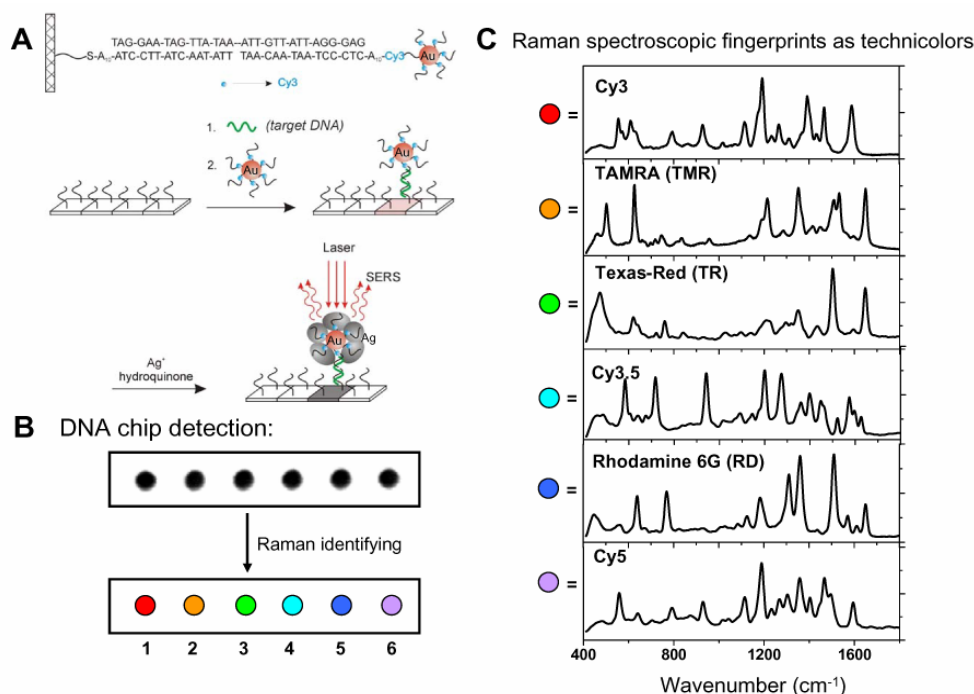 A
TAG-GAA-TAG-TTA-TAA--ATT-GTT-ATT-AGG-GAG
S-A₁₀-ATC-CTT-ATC-AAT-ATT TAA-CAA-TAA-TCC-CTC-A₁₀-Cy3
Au
Cy3
1. (target DNA)
2. Au
Au
Laser
SERS
Au
Ag
Ag⁺
hydroquinone
B DNA chip detection:
Raman identifying
1 2 3 4 5 6
C Raman spectroscopic fingerprints as technicolors
= Cy3
= TAMRA (TMR)
= Texas-Red (TR)
= Cy3.5
= Rhodamine 6G (RD)
= Cy5
400 800 1200 1600
Wavenumber (cm⁻¹)